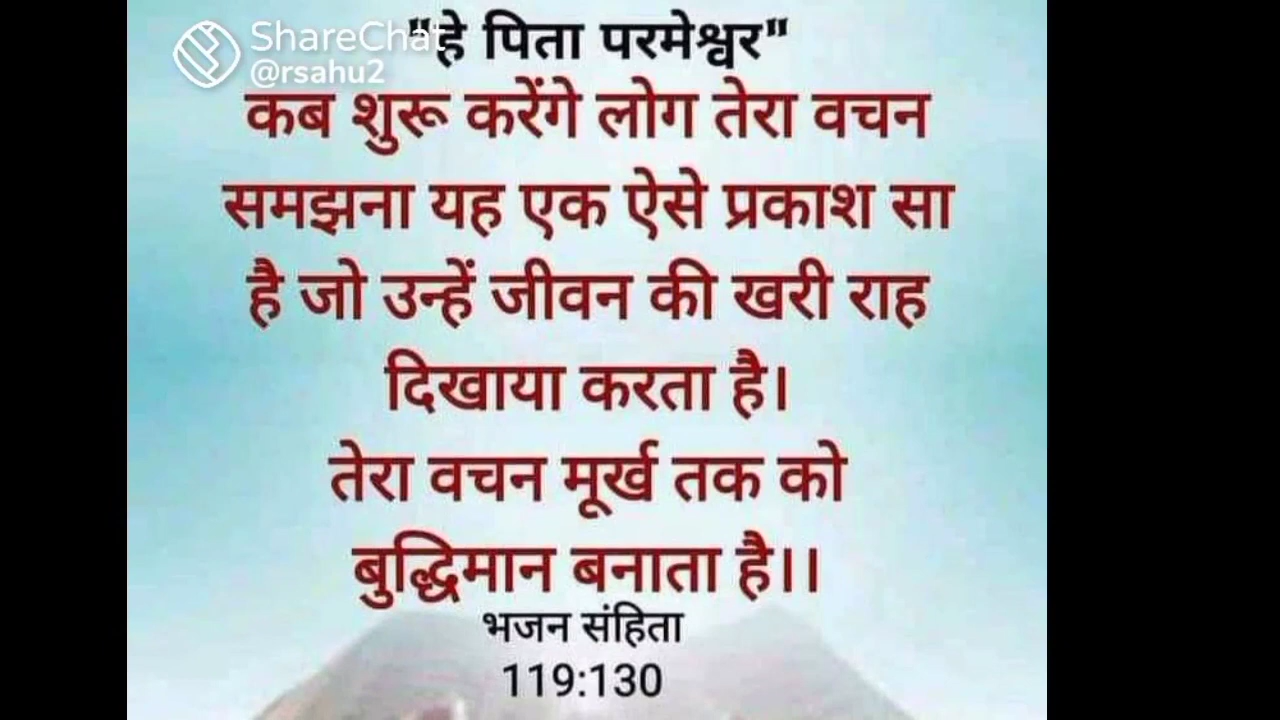 ShareChat
@rsahu2
"हे पिता परमेश्वर"
कब शुरू करेंगे लोग तेरा वचन
समझना यह एक ऐसे प्रकाश सा
है जो उन्हें जीवन की खरी राह
दिखाया करता है।
तेरा वचन मूर्ख तक को
बुद्धिमान बनाता है।।
भजन संहिता
119:130